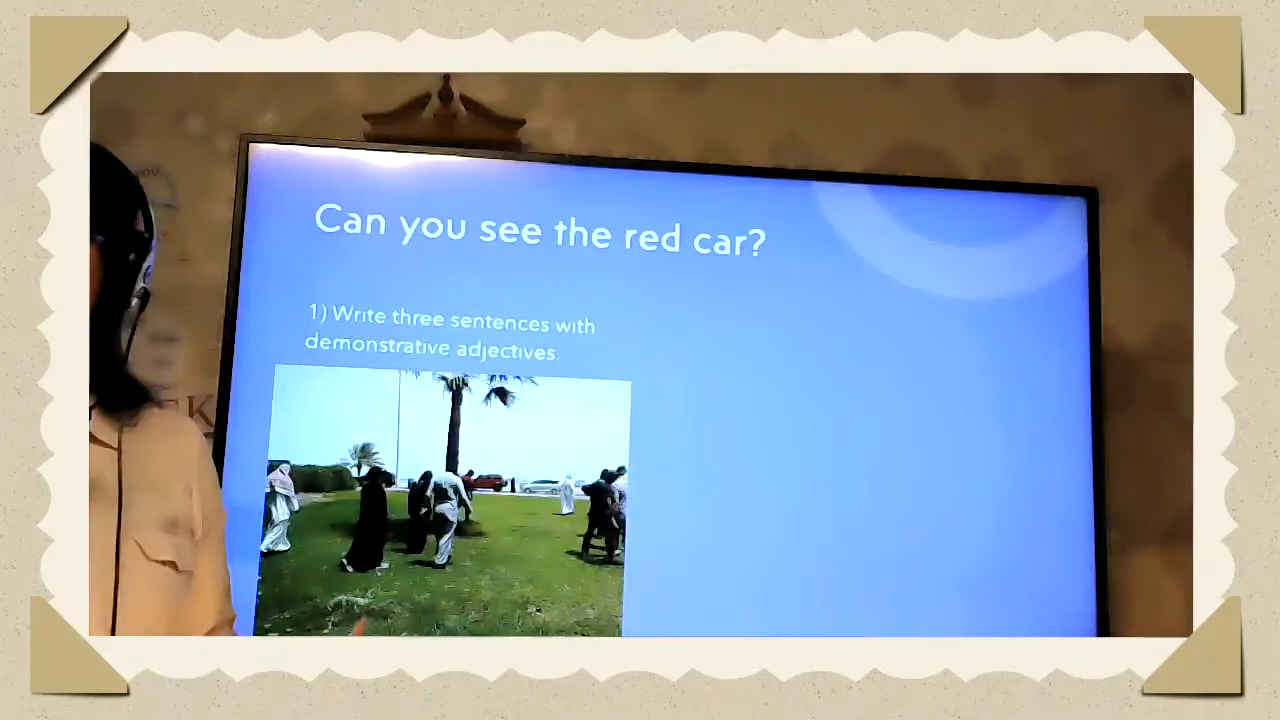 Can you see the red car?
1) Write three sentences with
demonstrative adjectives.